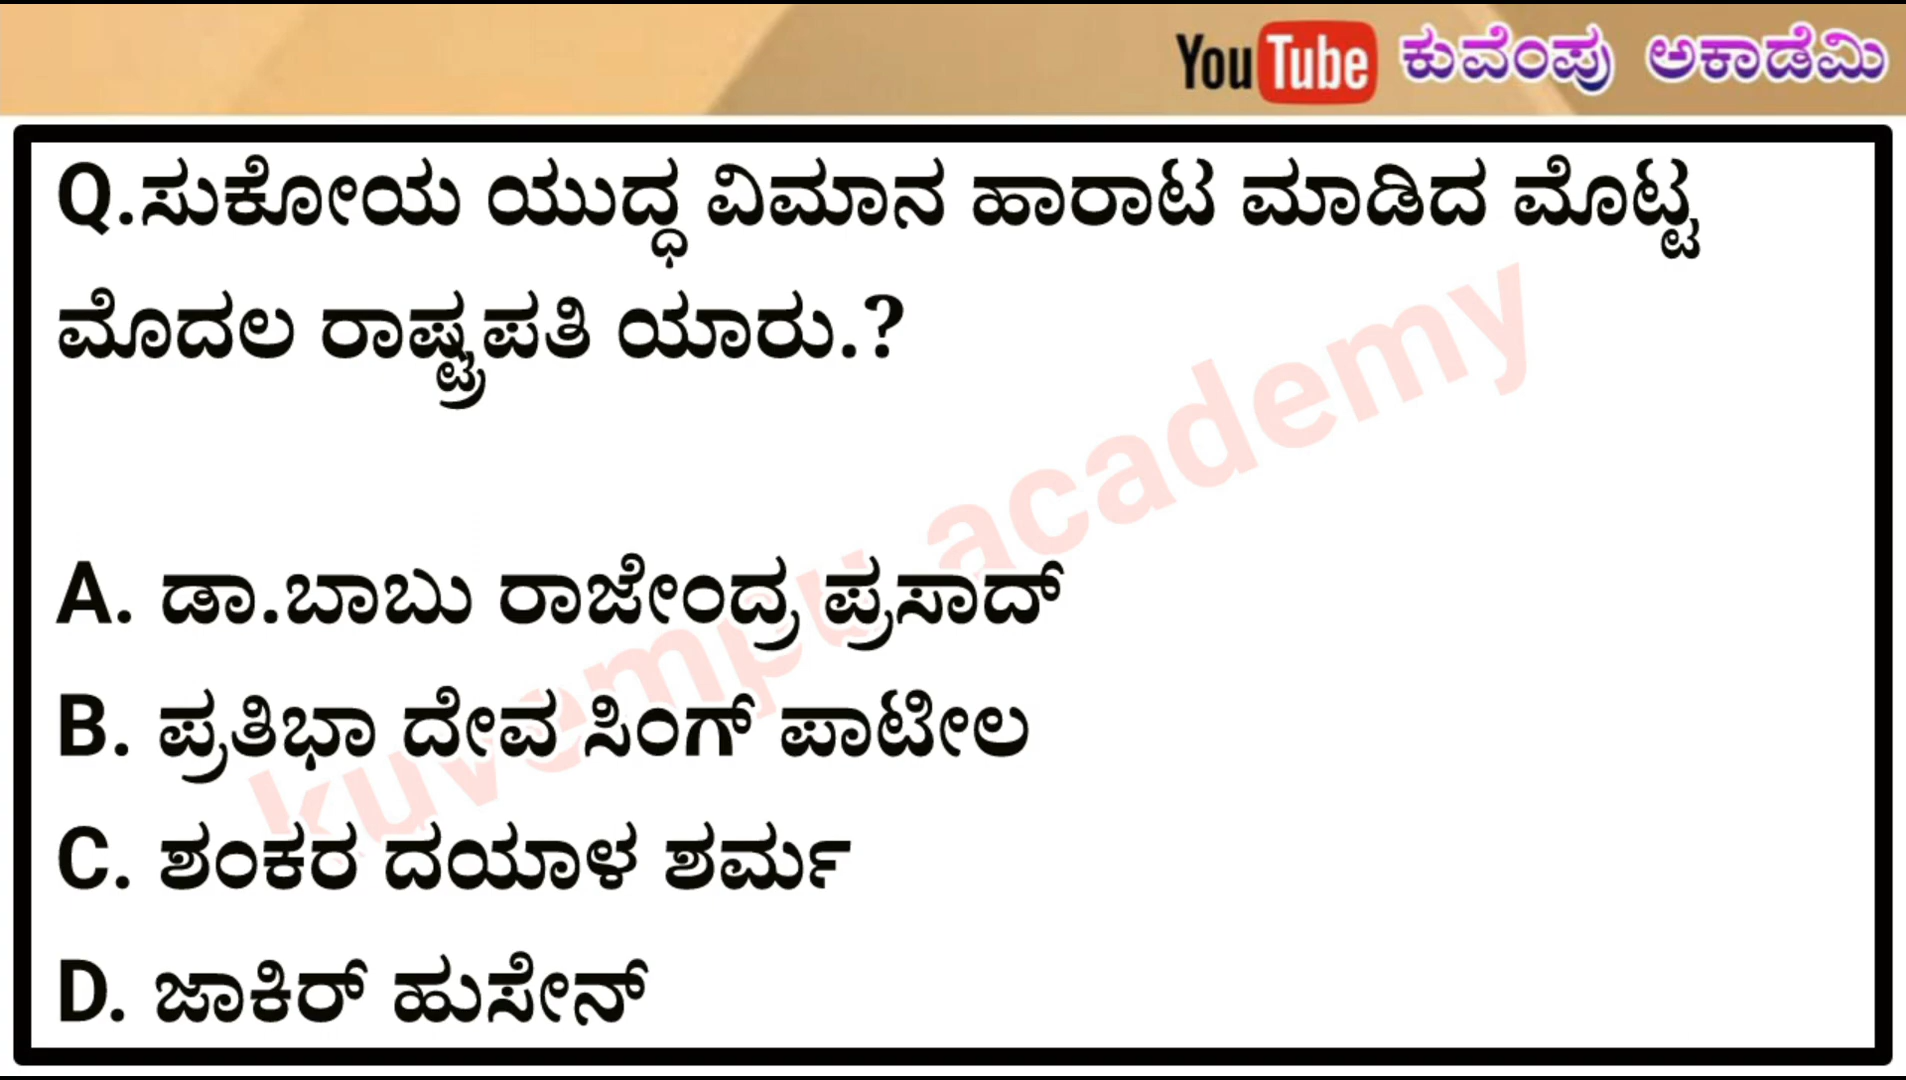 YouTube ಕುವೆಂಪು ಅಕಾಡೆಮಿ
Q.ಸುಕೋಯ ಯುದ್ಧ ವಿಮಾನ ಹಾರಾಟ ಮಾಡಿದ ಮೊಟ್ಟ
ಮೊದಲ ರಾಷ್ಟ್ರಪತಿ ಯಾರು.?
A. ಡಾ.ಬಾಬು ರಾಜೇಂದ್ರ ಪ್ರಸಾದ್
B. ಪ್ರತಿಭಾ ದೇವ ಸಿಂಗ್ ಪಾಟೀಲ
C. ಶಂಕರ ದಯಾಳ ಶರ್ಮ
D. ಜಾಕಿರ್ ಹುಸೇನ್
kuvempu academy